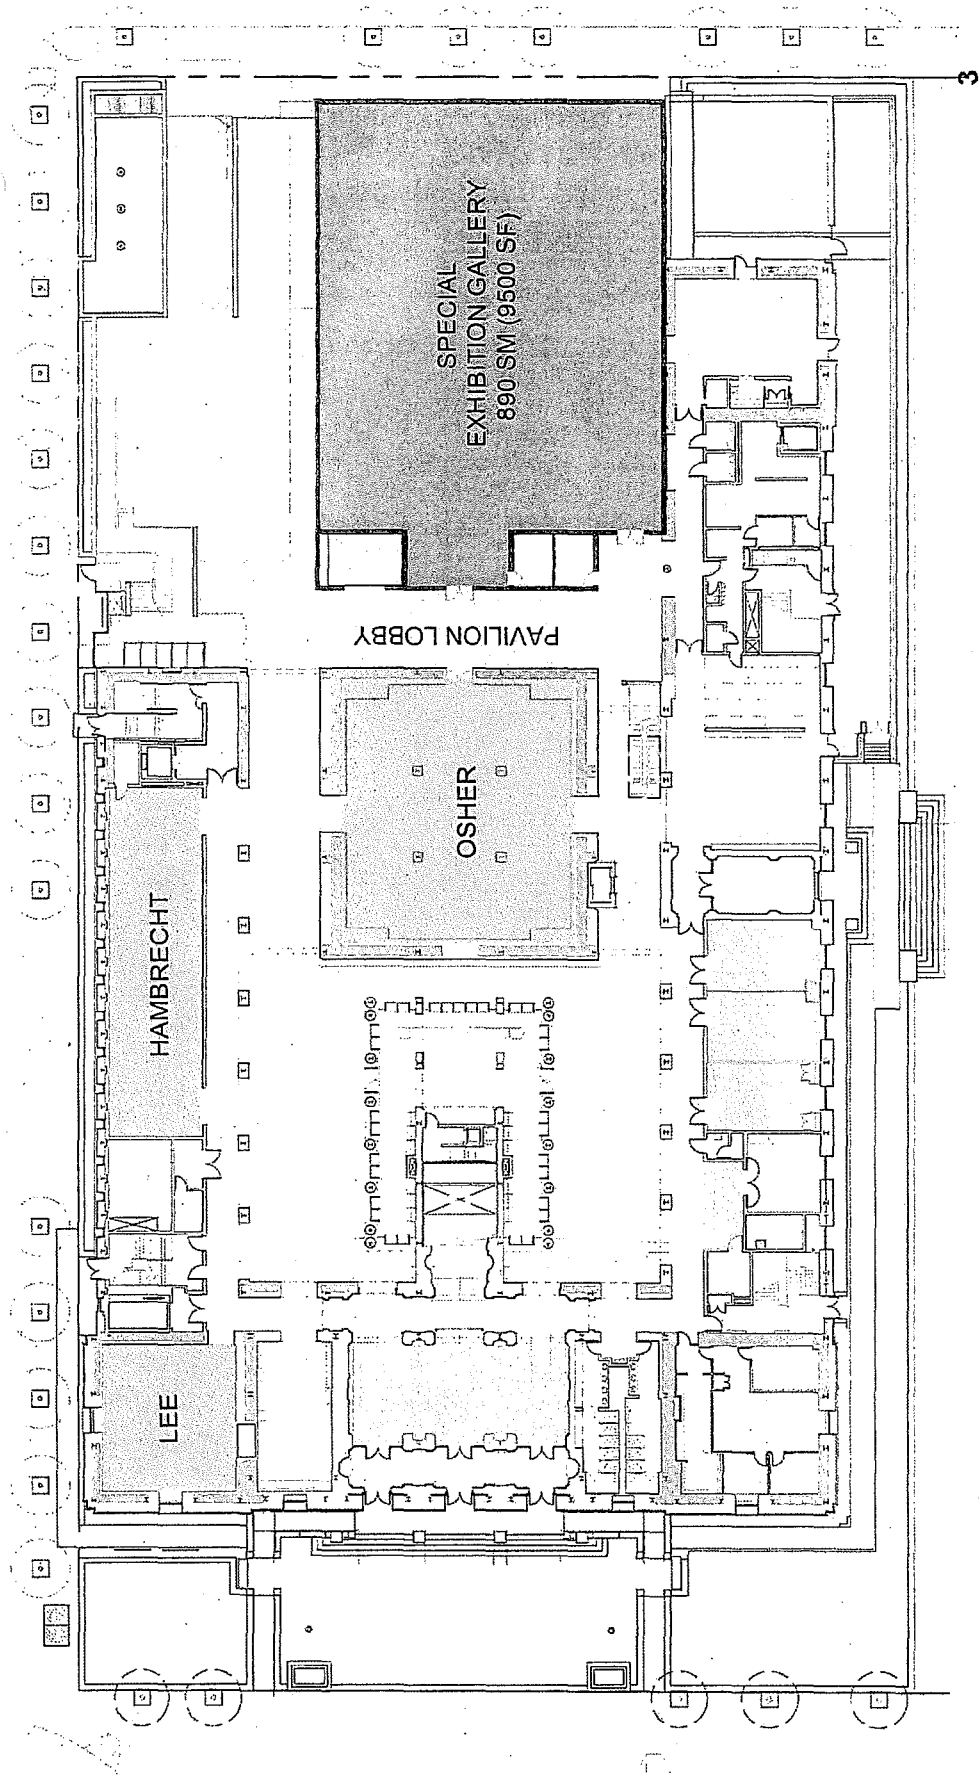 3
SPECIAL
EXHIBITION GALLERY
890 SM (9500 SF)
PAVILION LOBBY
OSHER
HAMBRECHT
LEE